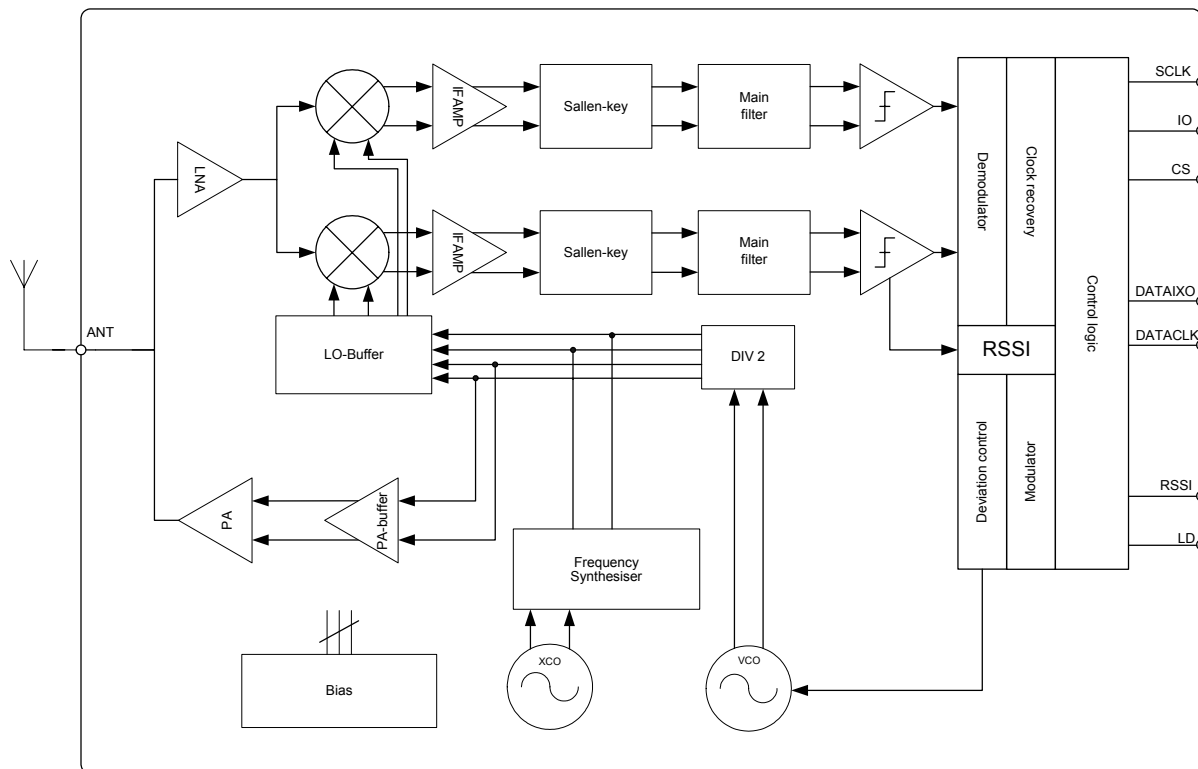 SCLK
IO
CS
DATAIXO
DATACLK
RSSI
LD
ANT
LNA
IFAMP
Sallen-key
Main
filter
IFAMP
Sallen-key
Main
filter
Demodulator
Clock recovery
Control logic
RSSI
Deviation control
Modulator
LO-Buffer
DIV 2
PA
PA-buffer
Frequency
Synthesiser
Bias
XCO
VCO